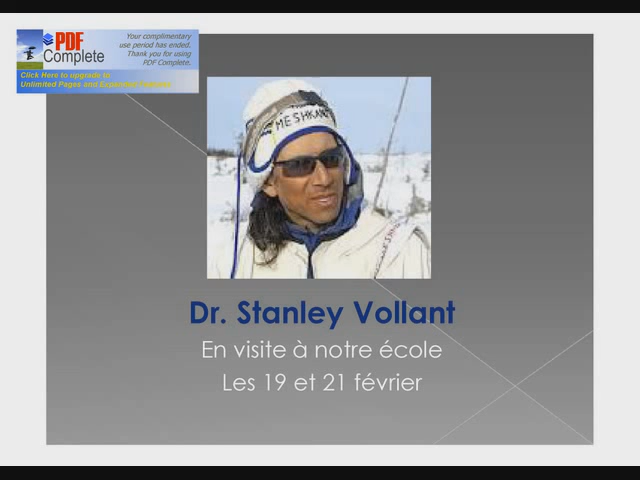 PDF
Complete
Your complimentary
use period has ended.
Thank you for using
PDF Complete.
Click Here to upgrade to
Unlimited Pages and Expanded Features
Dr. Stanley Vollant
En visite à notre école
Les 19 et 21 février